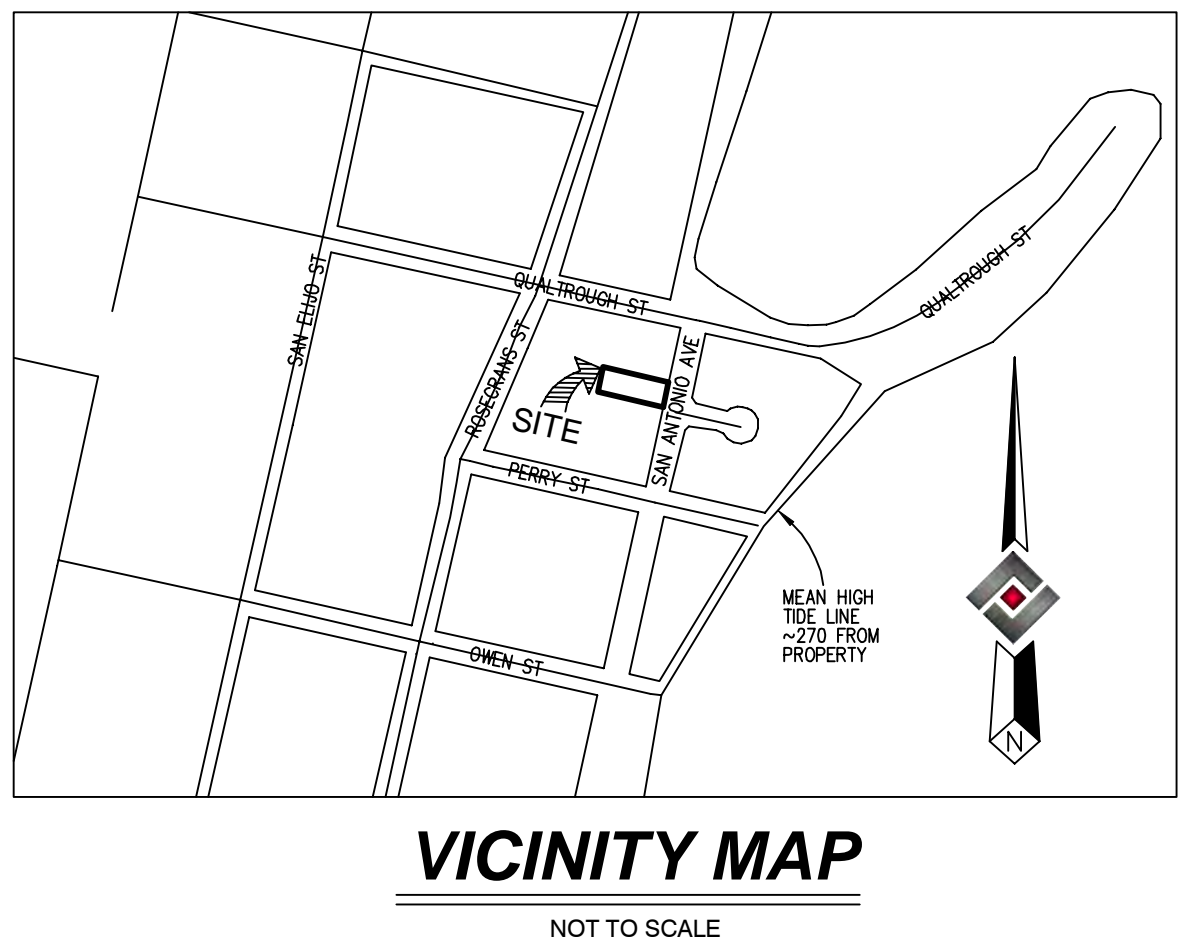 QUALTROUGH ST
QUALTROUGH ST
SAN ELIJO ST
ROSECRANS ST
SAN ANTONIO AVE
SITE
PERRY ST
MEAN HIGH
TIDE LINE
~270 FROM
PROPERTY
OWEN ST
N
VICINITY MAP
NOT TO SCALE